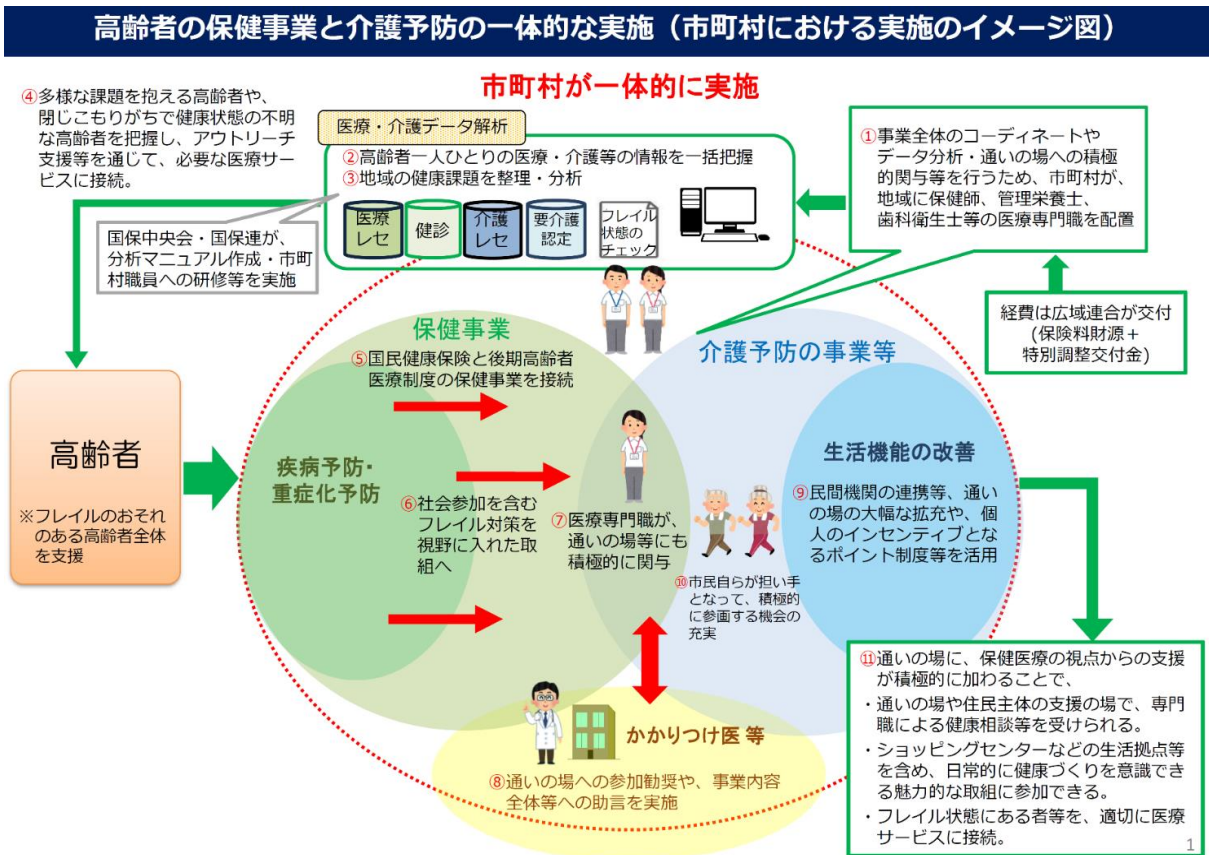 高齢者の保健事業と介護予防の一体的な実施（市町村における実施のイメージ図）
市町村が一体的に実施
④多様な課題を抱える高齢者や、
閉じこもりがちで健康状態の不明
な高齢者を把握し、アウトリーチ
支援等を通じて、必要な医療サー
ビスに接続。
医療・介護データ解析
②高齢者一人ひとりの医療・介護等の情報を一括把握
③地域の健康課題を整理・分析
医療
レセ
健診
介護
レセ
要介護
認定
フレイル
状態の
チェック
①事業全体のコーディネートや
データ分析・通いの場への積極
的関与等を行うため、市町村が、
地域に保健師、管理栄養士、
歯科衛生士等の医療専門職を配置
国保中央会・国保連が、
分析マニュアル作成・市町
村職員への研修等を実施
経費は広域連合が交付
(保険料財源＋
特別調整交付金)
保健事業
⑤国民健康保険と後期高齢者
医療制度の保健事業を接続
介護予防の事業等
高齢者
※フレイルのおそれ
のある高齢者全体
を支援
疾病予防・
重症化予防
⑥社会参加を含む
フレイル対策を
視野に入れた取
組へ
⑦医療専門職が、
通いの場等にも
積極的に関与
生活機能の改善
⑨民間機関の連携等、通い
の場の大幅な拡充や、個
人のインセンティブとな
るポイント制度等を活用
⑩市民自らが担い手
となって、積極的
に参画する機会の
充実
かかりつけ医 等
⑧通いの場への参加勧奨や、事業内容
全体等への助言を実施
⑪通いの場に、保健医療の視点からの支援
が積極的に加わることで、
・通いの場や住民主体の支援の場で、専門
職による健康相談等を受けられる。
・ショッピングセンターなどの生活拠点等
を含め、日常的に健康づくりを意識でき
る魅力的な取組に参加できる。
・フレイル状態にある者等を、適切に医療
サービスに接続。
1